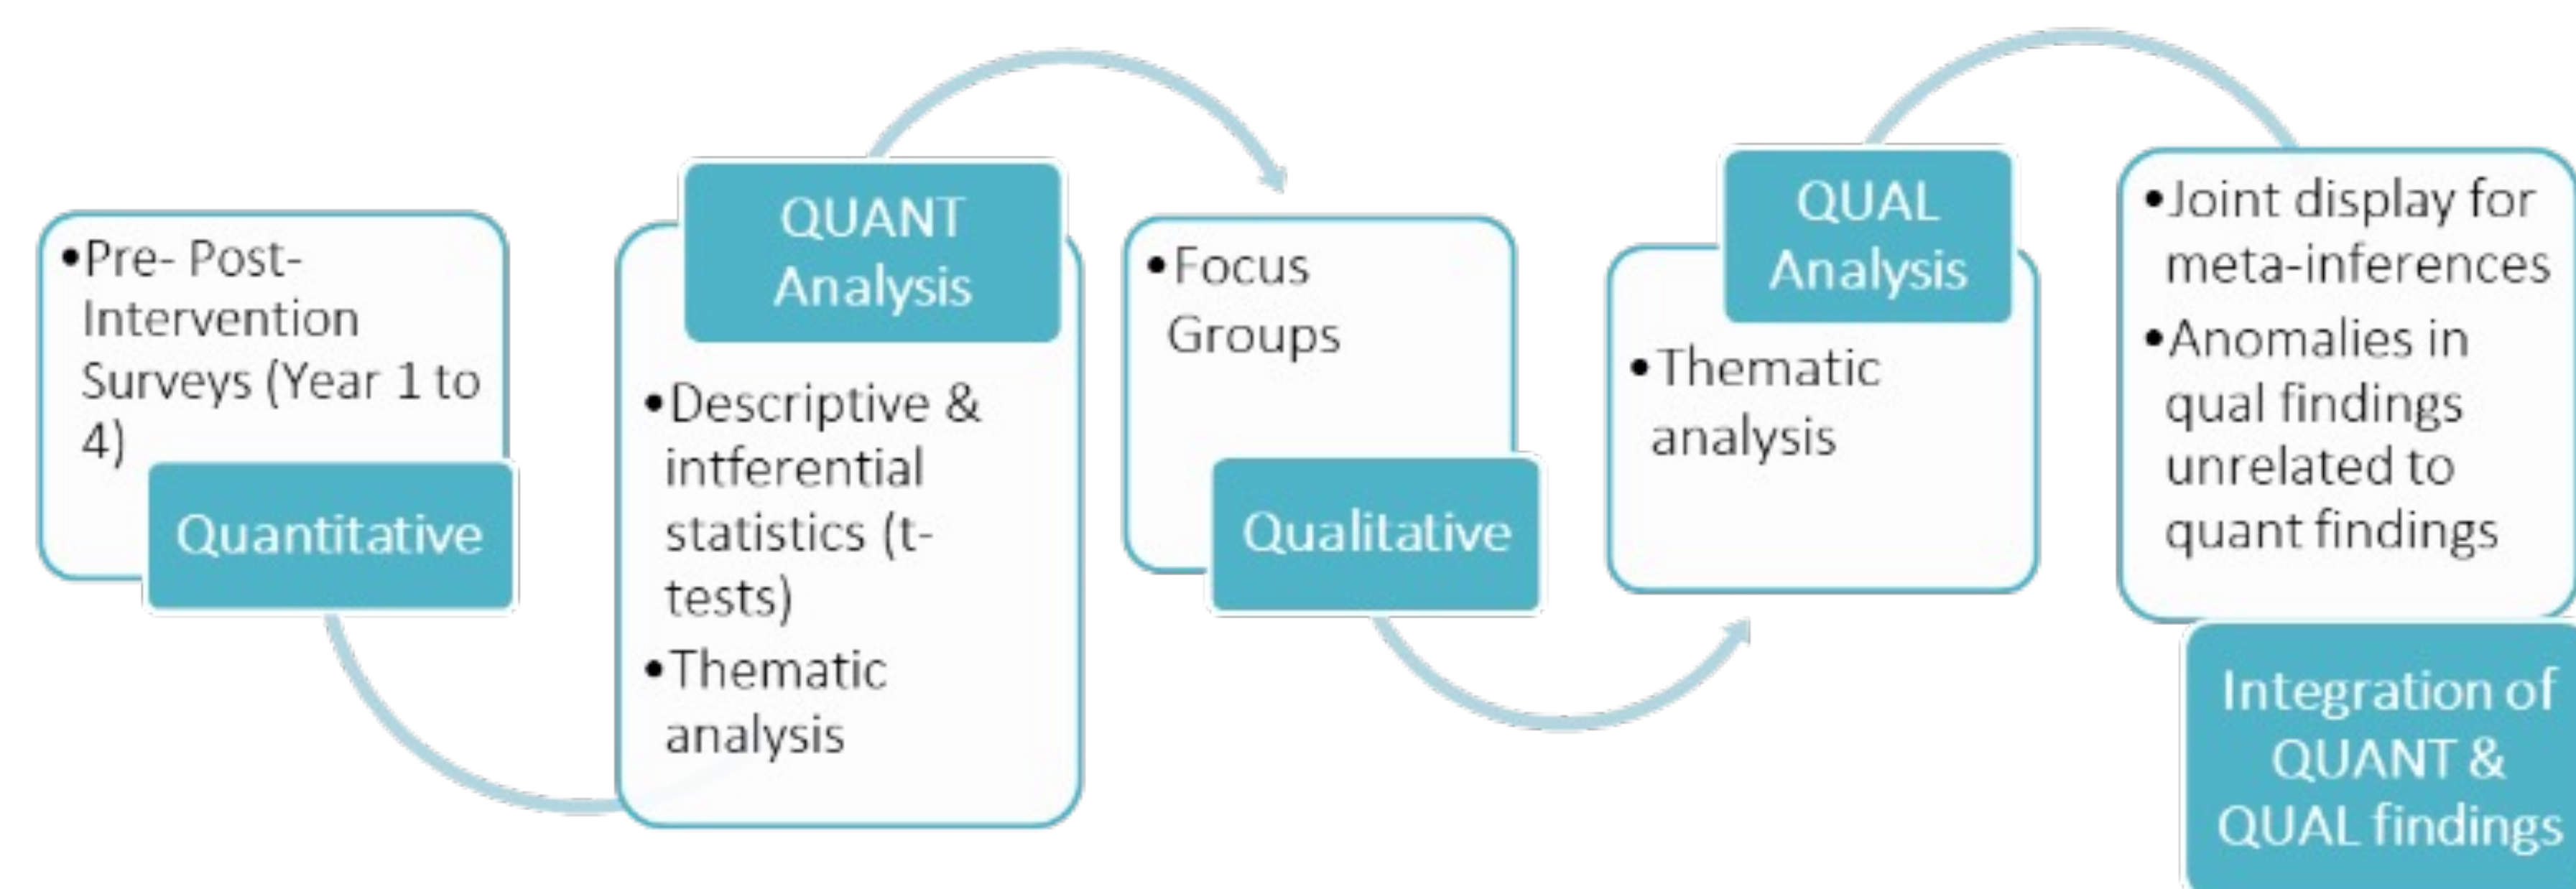 •Pre- Post-
Intervention
Surveys (Year 1 to
4)
Quantitative
QUANT
Analysis
•Descriptive &
intferential
statistics (t-
tests)
•Thematic
analysis
•Focus
Groups
Qualitative
QUAL
Analysis
•Thematic
analysis
•Joint display for
meta-inferences
•Anomalies in
qual findings
unrelated to
quant findings
Integration of
QUANT &
QUAL findings